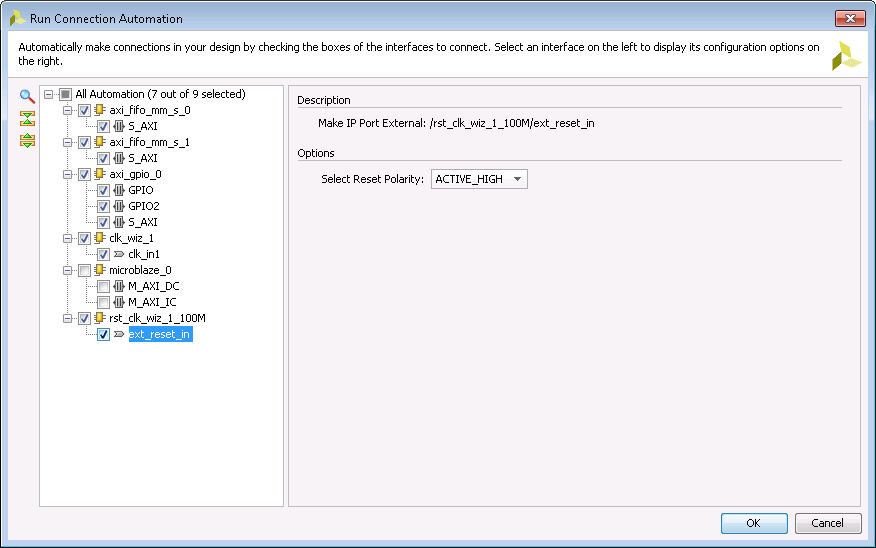 Run Connection Automation
Automatically make connections in your design by checking the boxes of the interfaces to connect. Select an interface on the left to display its configuration options on
the right.
All Automation (7 out of 9 selected)
axi_fifo_mm_s_0
S_AXI
axi_fifo_mm_s_1
S_AXI
axi_gpio_0
GPIO
GPIO2
S_AXI
clk_wiz_1
clk_in1
microblaze_0
M_AXI_DC
M_AXI_IC
rst_clk_wiz_1_100M
ext_reset_in
Description
Make IP Port External: /rst_clk_wiz_1_100M/ext_reset_in
Options
Select Reset Polarity: ACTIVE_HIGH
OK
Cancel